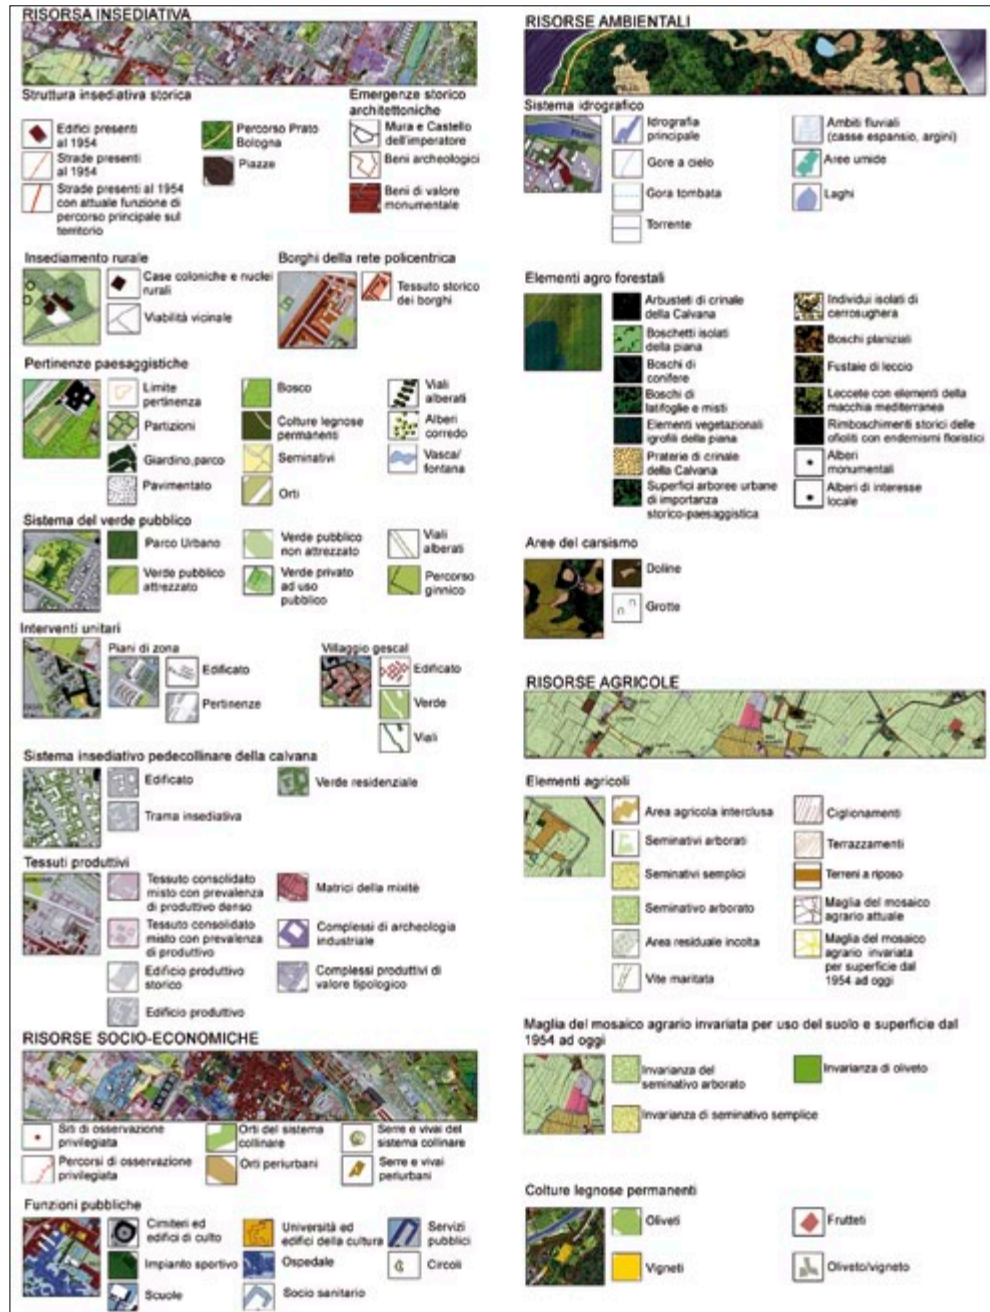 RISORSA INSEDIATIVA
Struttura insediativa storica
Edifici presenti
al 1954
Strade presenti
al 1954
Strade presenti al 1954
con attuale funzione di
percorso principale sul
territorio
Percorso Prato
Bologna
Piazze
Emergenze storico
architettoniche
Mura e Castello
dell'imperatore
Beni archeologici
Beni di valore
monumentale
Insediamento rurale
Case coloniche e nuclei
rurali
Viabilità vicinale
Borghi della rete policentrica
Tessuto storico
dei borghi
Pertinenze paesaggistiche
Limite
pertinenza
Partizioni
Giardino,parco
Pavimentato
Bosco
Colture legnose
permanenti
Seminativi
Orti
Viali
alberati
Alberi
corredo
Vasca/
fontana
Sistema del verde pubblico
Parco Urbano
Verde pubblico
attrezzato
Verde pubblico
non attrezzato
Verde privato
ad uso
pubblico
Viali
alberati
Percorso
ginnico
Interventi unitari
Piani di zona
Edificato
Pertinenze
Villaggio gescal
Edificato
Verde
Viali
Sistema insediativo pedecollinare della calvana
Edificato
Trama insediativa
Verde residenziale
Tessuti produttivi
Tessuto consolidato
misto con prevalenza
di produttivo denso
Tessuto consolidato
misto con prevalenza
di produttivo
Edificio produttivo
storico
Edificio produttivo
Matrici della mixitè
Complessi di archeologia
industriale
Complessi produttivi di
valore tipologico
RISORSE SOCIO-ECONOMICHE
Siti di osservazione
privilegiata
Percorsi di osservazione
privilegiata
Orti del sistema
collinare
Orti periurbani
Serre e vivai del
sistema collinare
Serre e vivai
periurbani
Funzioni pubbliche
Cimiteri ed
edifici di culto
Impianto sportivo
Scuole
Università ed
edifici della cultura
Ospedale
Socio sanitario
Servizi
pubblici
Circoli
RISORSE AMBIENTALI
Sistema idrografico
Idrografia
principale
Gore a cielo
Gora tombata
Torrente
Ambiti fluviali
(casse espansio, argini)
Aree umide
Laghi
Elementi agro forestali
Arbusteti di crinale
della Calvana
Boschetti isolati
della piana
Boschi di
conifere
Boschi di
latifoglie e misti
Elementi vegetazionali
igrofili della piana
Praterie di crinale
della Calvana
Superfici arboree urbane
di importanza
storico-paesaggistica
Individui isolati di
cerrosughera
Boschi planiziali
Fustaie di leccio
Leccete con elementi della
macchia mediterranea
Rimboschimenti storici delle
ofioliti con endemismi floristici
Alberi
monumentali
Alberi di interesse
locale
Aree del carsismo
Doline
Grotte
RISORSE AGRICOLE
Elementi agricoli
Area agricola interclusa
Seminativi arborati
Seminativi semplici
Seminativo arborato
Area residuale incolta
Vite maritata
Ciglionamenti
Terrazzamenti
Terreni a riposo
Maglia del mosaico
agrario attuale
Maglia del mosaico
agrario invariata
per superficie dal
1954 ad oggi
Maglia del mosaico agrario invariata per uso del suolo e superficie dal
1954 ad oggi
Invarianza del
seminativo arborato
Invarianza di seminativo semplice
Invarianza di oliveto
Colture legnose permanenti
Oliveti
Vigneti
Frutteti
Oliveto/vigneto